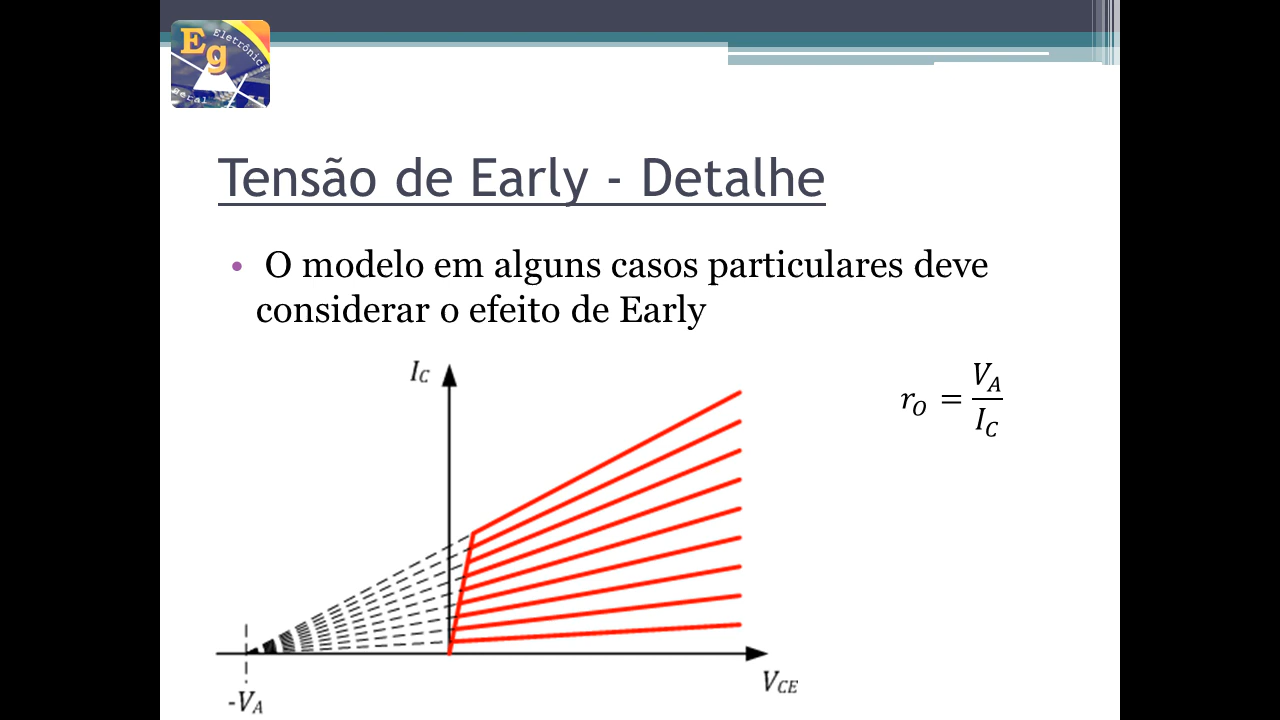 Eg
Eletrônica
Geral
Tensão de Early - Detalhe
• O modelo em alguns casos particulares deve
considerar o efeito de Early
I_C
r_O = V_A / I_C
V_CE
-V_A